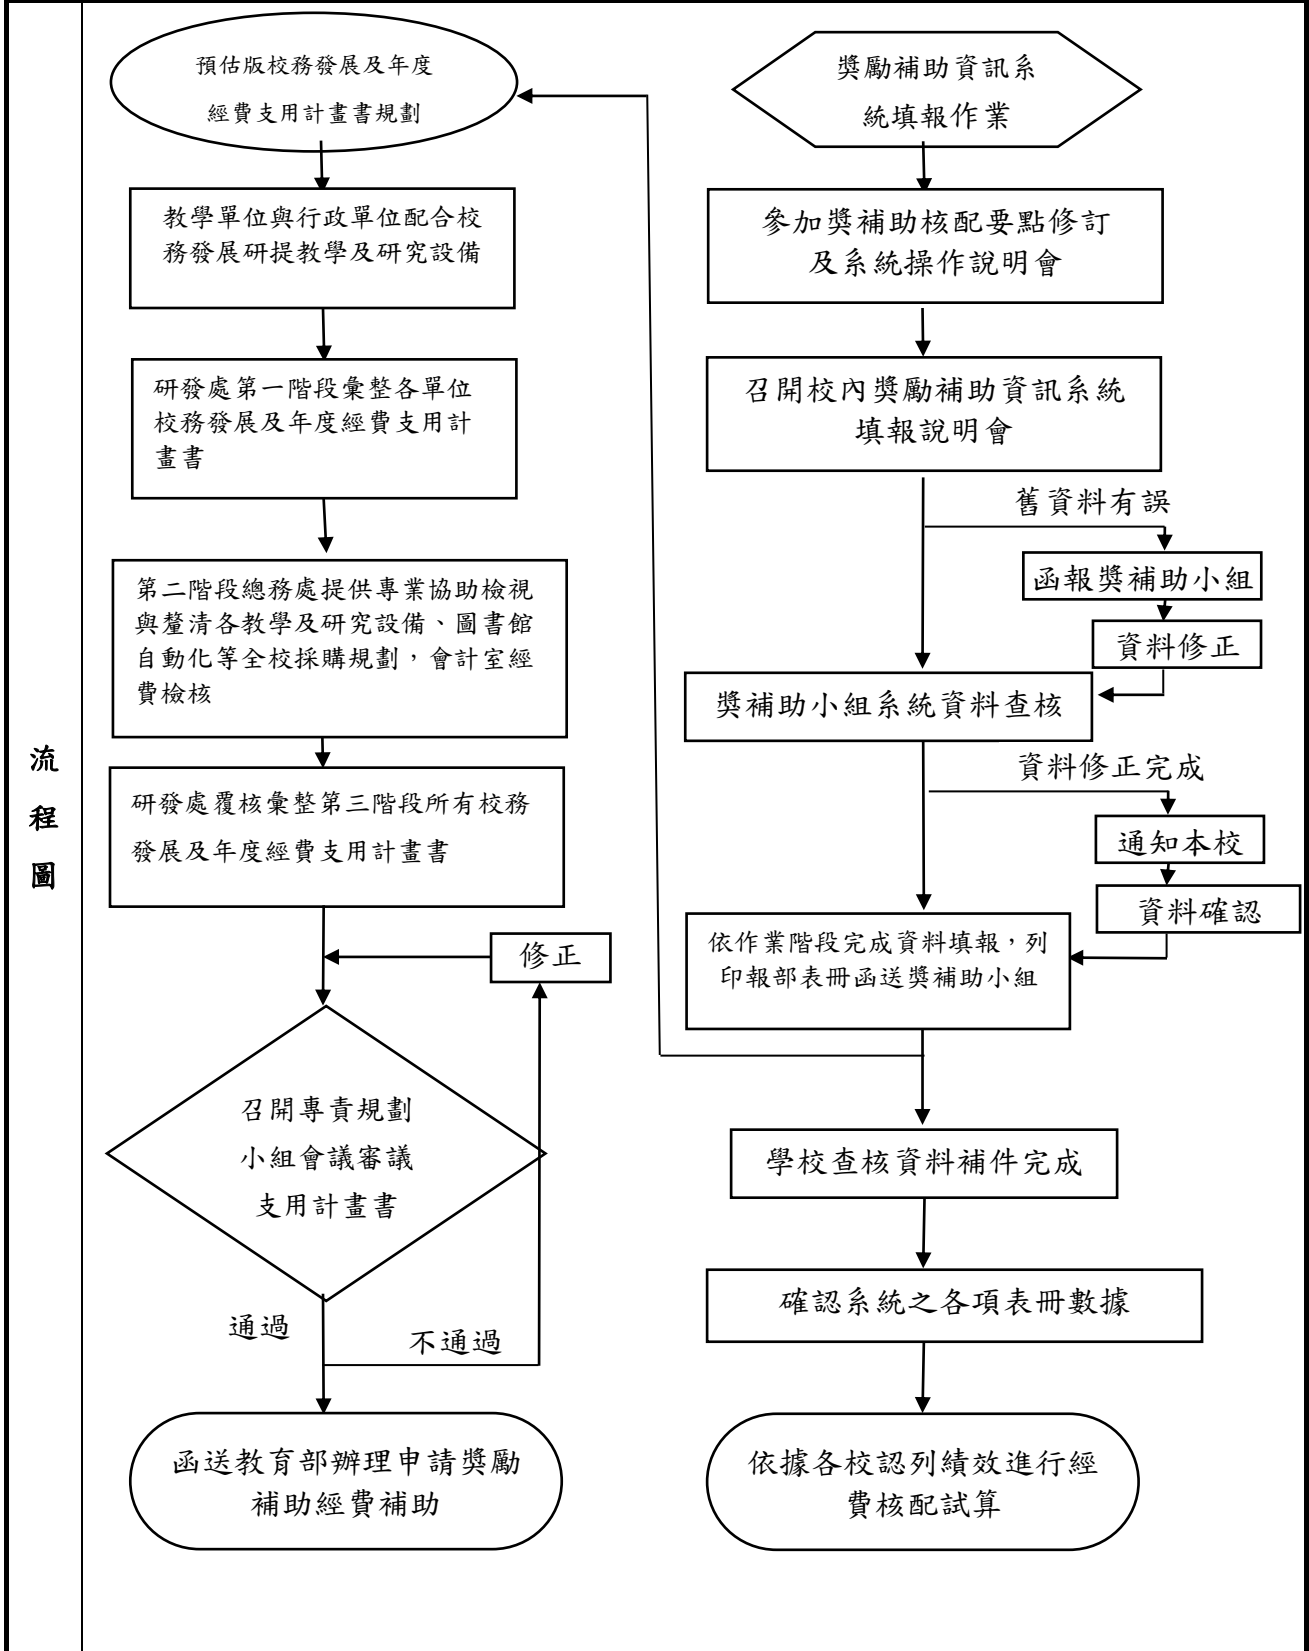 流
程
圖
預估版校務發展及年度
經費支用計畫書規劃
教學單位與行政單位配合校
務發展研提教學及研究設備
研發處第一階段彙整各單位
校務發展及年度經費支用計
畫書
第二階段總務處提供專業協助檢視
與釐清各教學及研究設備、圖書館
自動化等全校採購規劃，會計室經
費檢核
研發處覆核彙整第三階段所有校務
發展及年度經費支用計畫書
修正
召開專責規劃
小組會議審議
支用計畫書
通過
不通過
函送教育部辦理申請獎勵
補助經費補助
獎勵補助資訊系
統填報作業
參加獎補助核配要點修訂
及系統操作說明會
召開校內獎勵補助資訊系統
填報說明會
舊資料有誤
函報獎補助小組
資料修正
獎補助小組系統資料查核
資料修正完成
通知本校
資料確認
依作業階段完成資料填報，列
印報部表冊函送獎補助小組
學校查核資料補件完成
確認系統之各項表冊數據
依據各校認列績效進行經
費核配試算